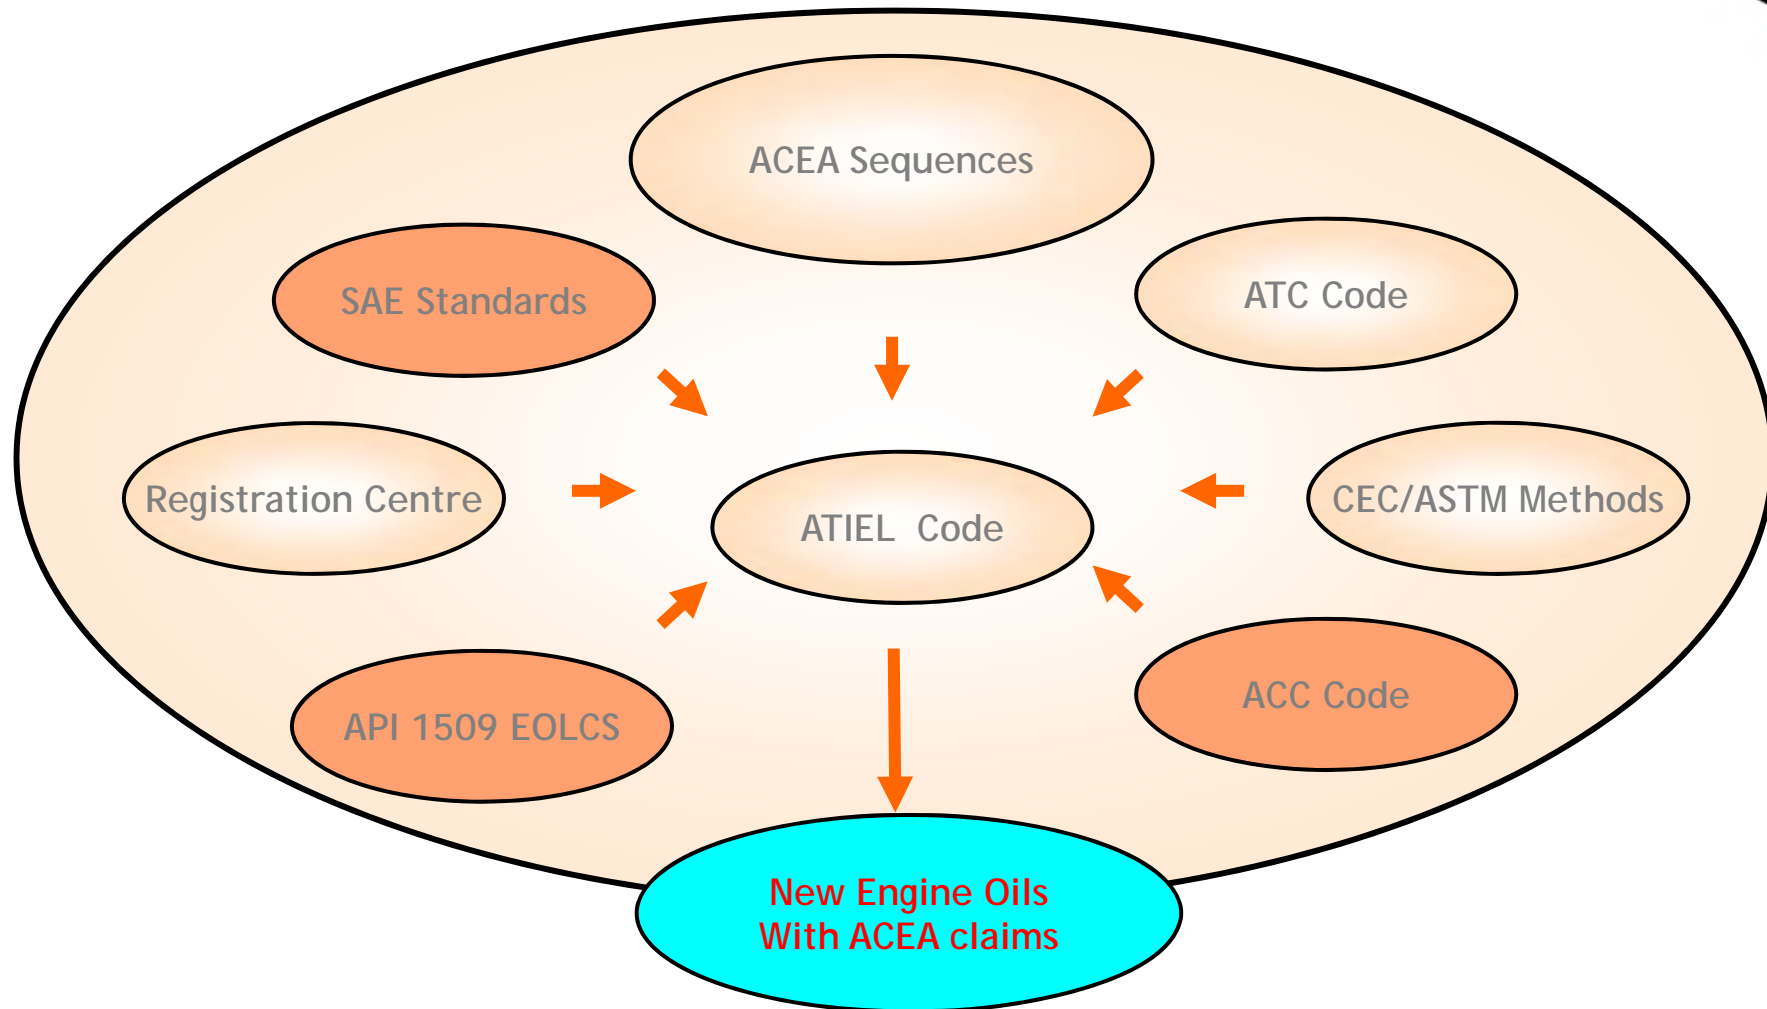 ACEA Sequences
SAE Standards
ATC Code
Registration Centre
CEC/ASTM Methods
ATIEL Code
API 1509 EOLCS
ACC Code
New Engine Oils
With ACEA claims